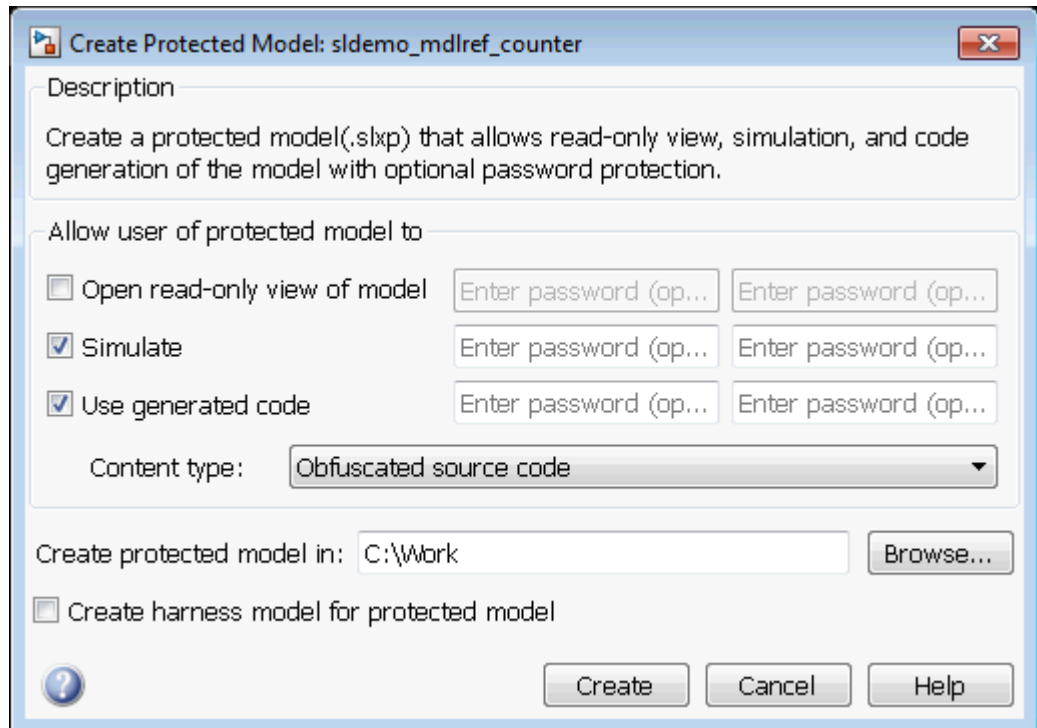 Create Protected Model: sldemo_mdlref_counter
Description
Create a protected model(.slxp) that allows read-only view, simulation, and code
generation of the model with optional password protection.
Allow user of protected model to
Open read-only view of model Enter password (op... Enter password (op...
Simulate Enter password (op... Enter password (op...
Use generated code Enter password (op... Enter password (op...
Content type: Obfuscated source code
Create protected model in: C:\Work Browse...
Create harness model for protected model
? Create Cancel Help